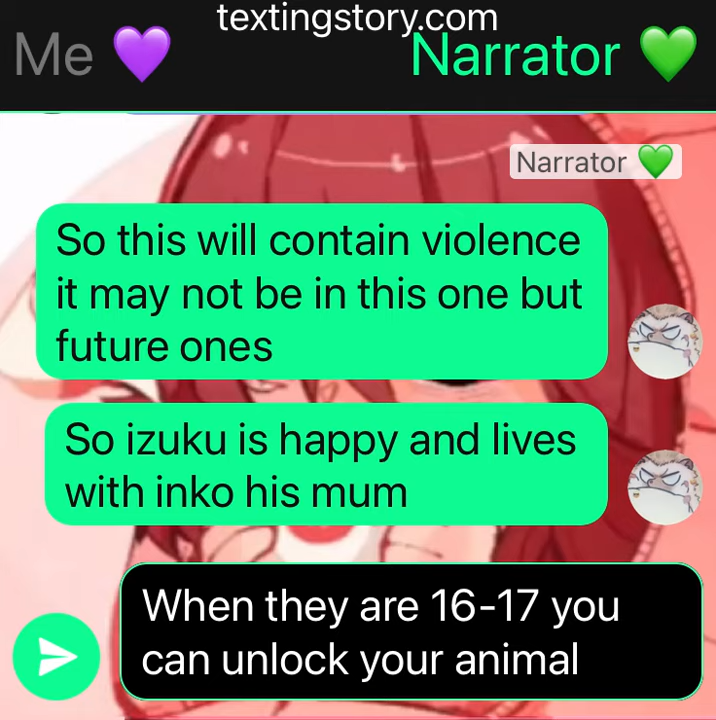 textingstory.com
Me 💜 Narrator 💚
Narrator 💚
So this will contain violence
it may not be in this one but
future ones
So izuku is happy and lives
with inko his mum
When they are 16-17 you
can unlock your animal